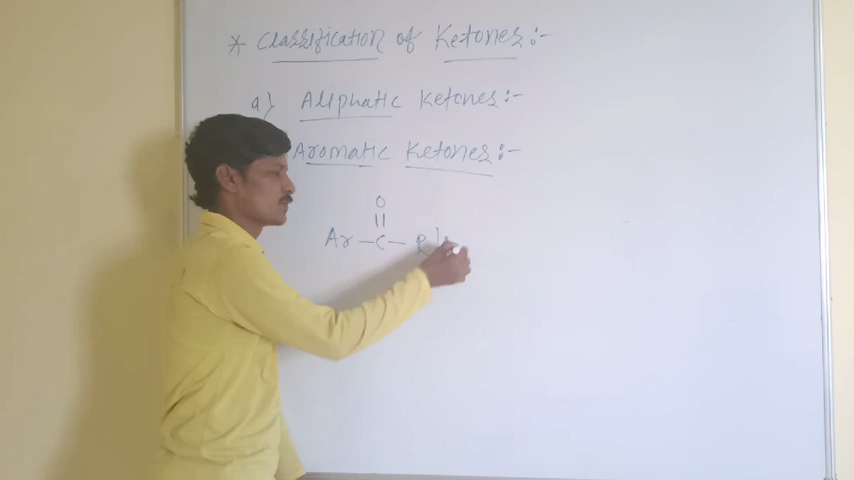 * Classification of Ketones:-
a) Aliphatic Ketones:-
Aromatic Ketones:-
O
||
Ar - C - R